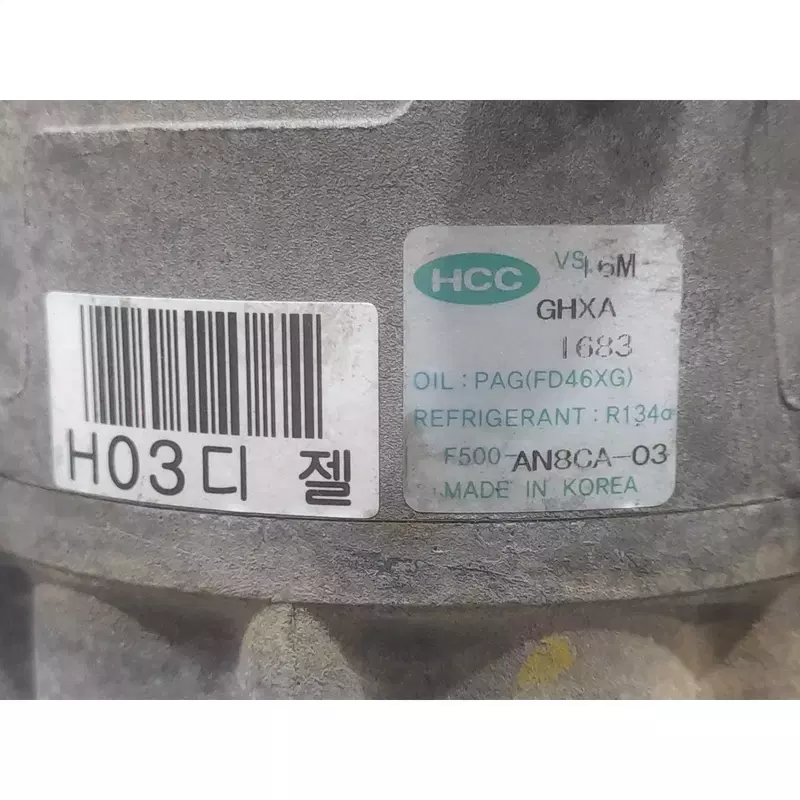 H03디 젤
HCC VS16M
GHXA
1683
OIL : PAG(FD46XG)
REFRIGERANT : R134a
F500-AN8CA-03
MADE IN KOREA